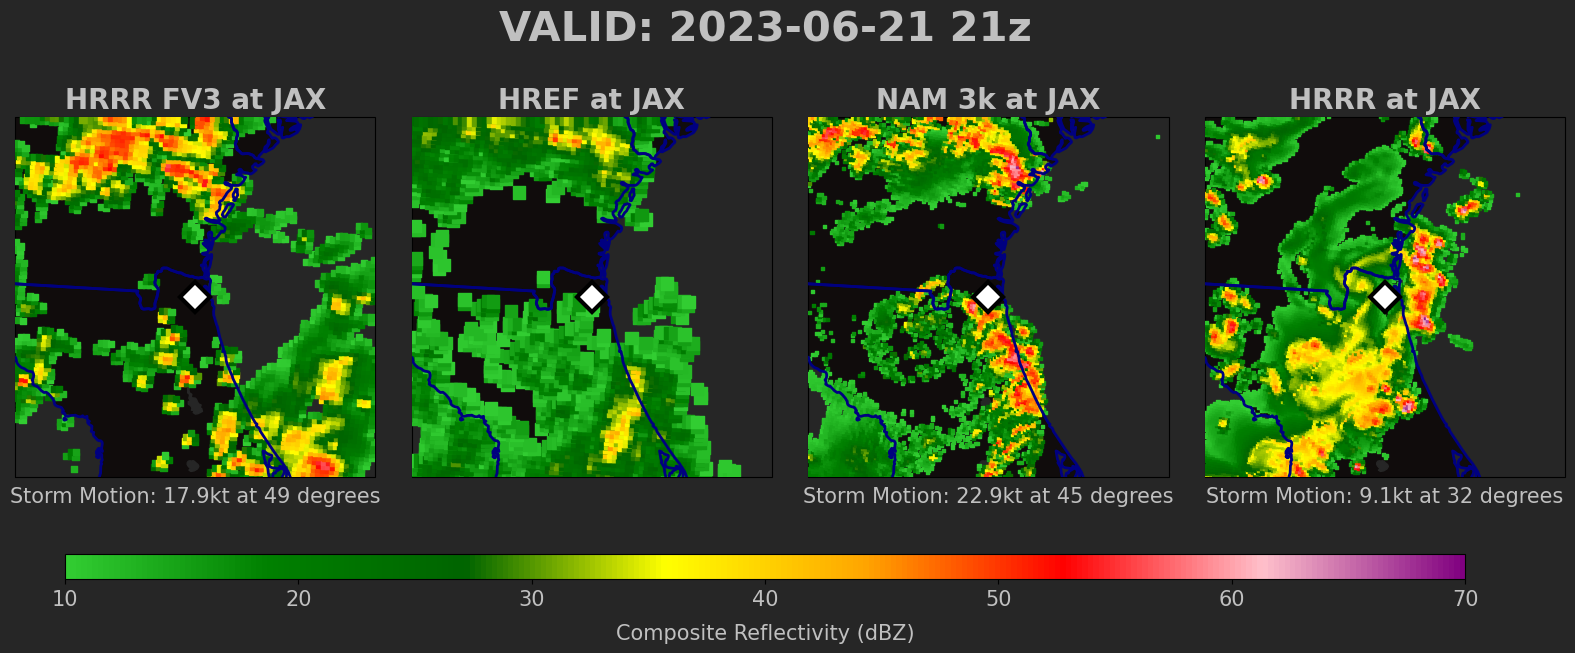 VALID: 2023-06-21 21z
HRRR FV3 at JAX
HREF at JAX
NAM 3k at JAX
HRRR at JAX
Storm Motion: 17.9kt at 49 degrees
Storm Motion: 22.9kt at 45 degrees
Storm Motion: 9.1kt at 32 degrees
10 20 30 40 50 60 70
Composite Reflectivity (dBZ)